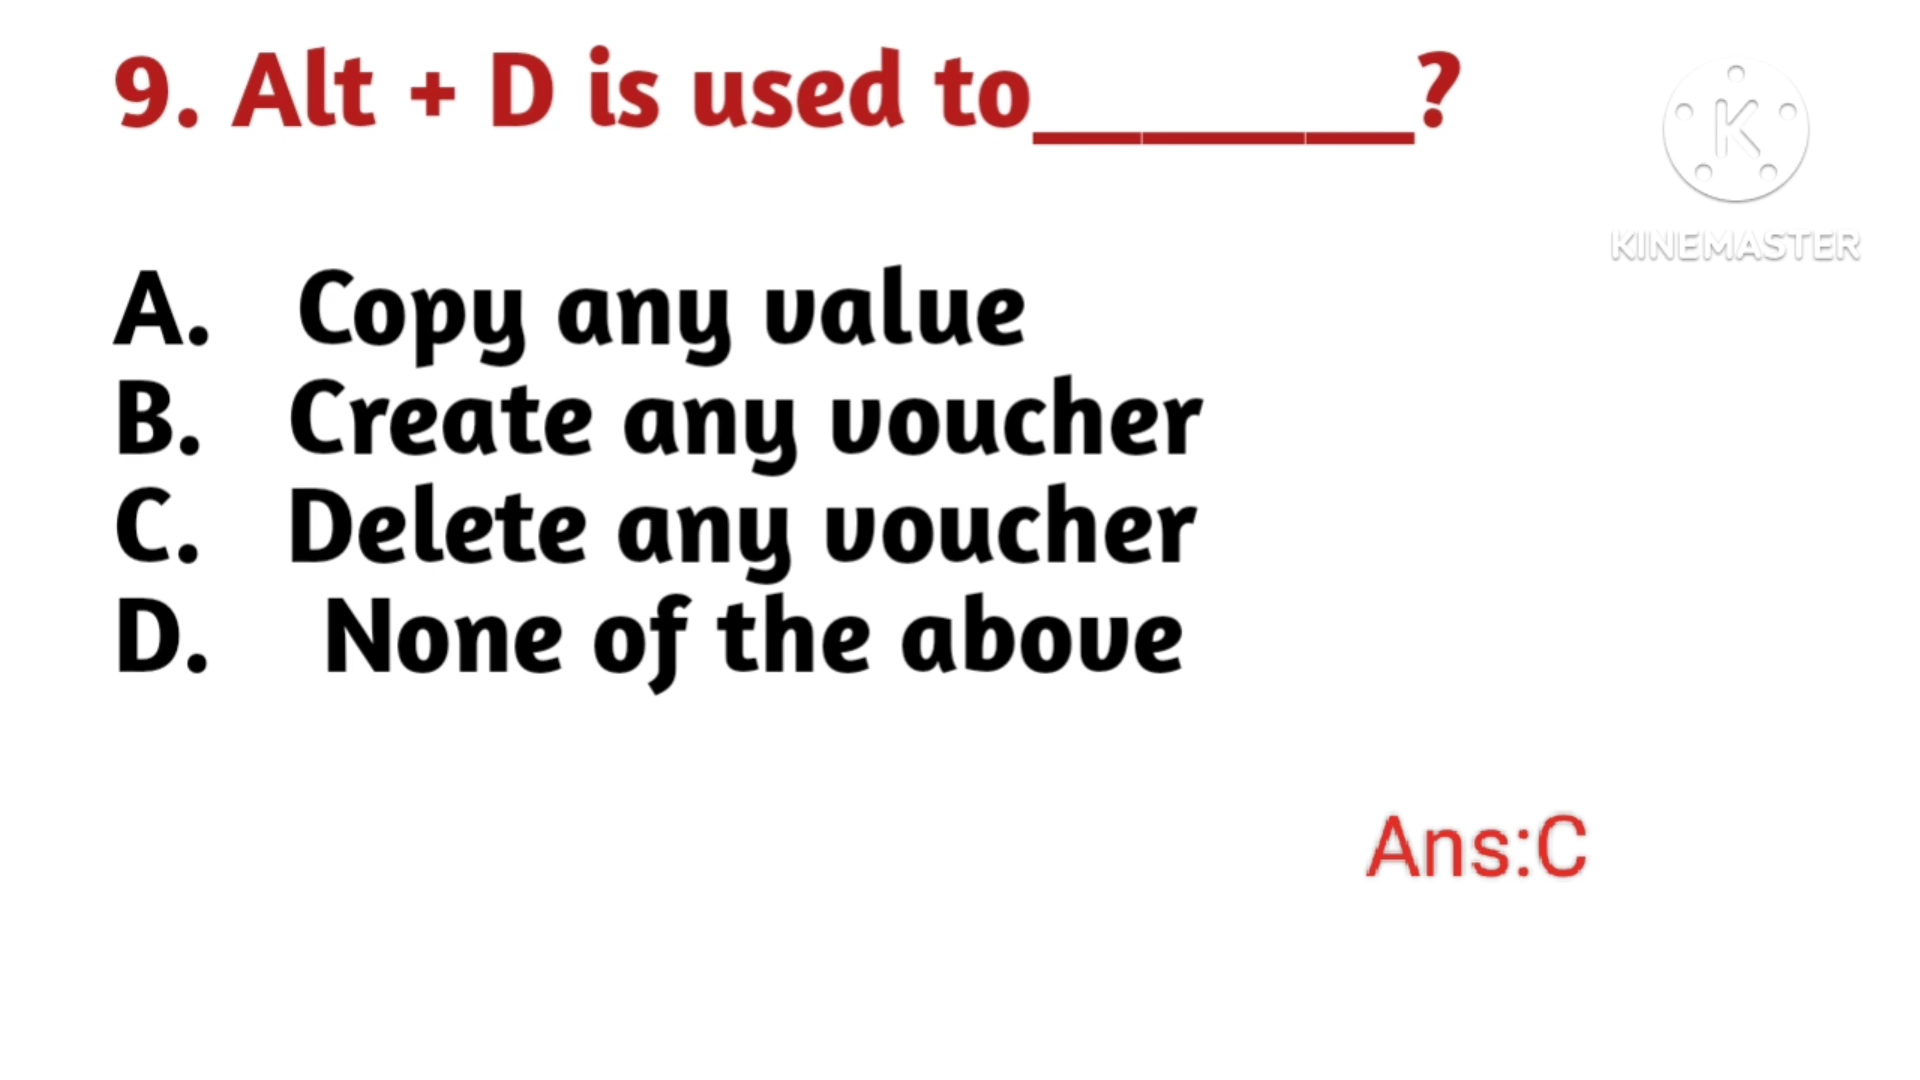 9. Alt + D is used to_______?
K
KINEMASTER
A. Copy any value
B. Create any voucher
C. Delete any voucher
D. None of the above
Ans:C